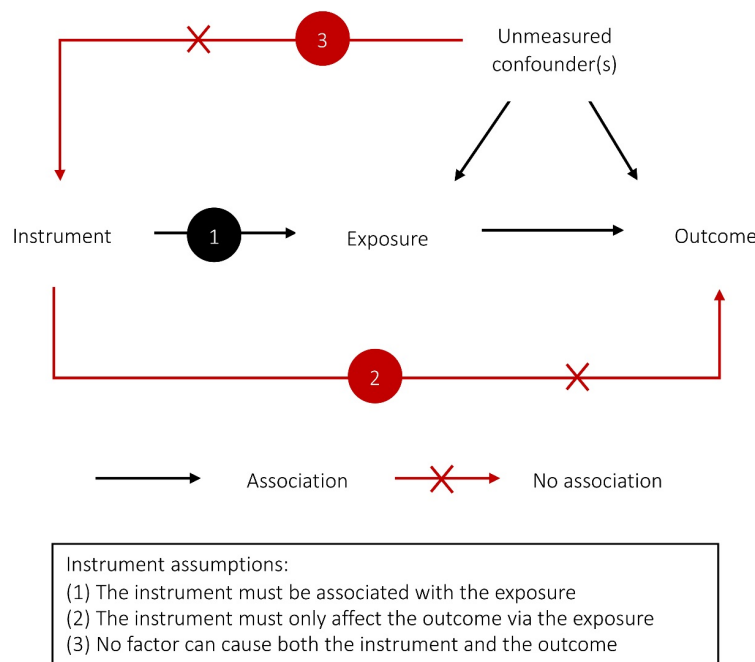 3
Unmeasured
confounder(s)
Instrument
1
Exposure
Outcome
2
Association
No association
Instrument assumptions:
(1) The instrument must be associated with the exposure
(2) The instrument must only affect the outcome via the exposure
(3) No factor can cause both the instrument and the outcome